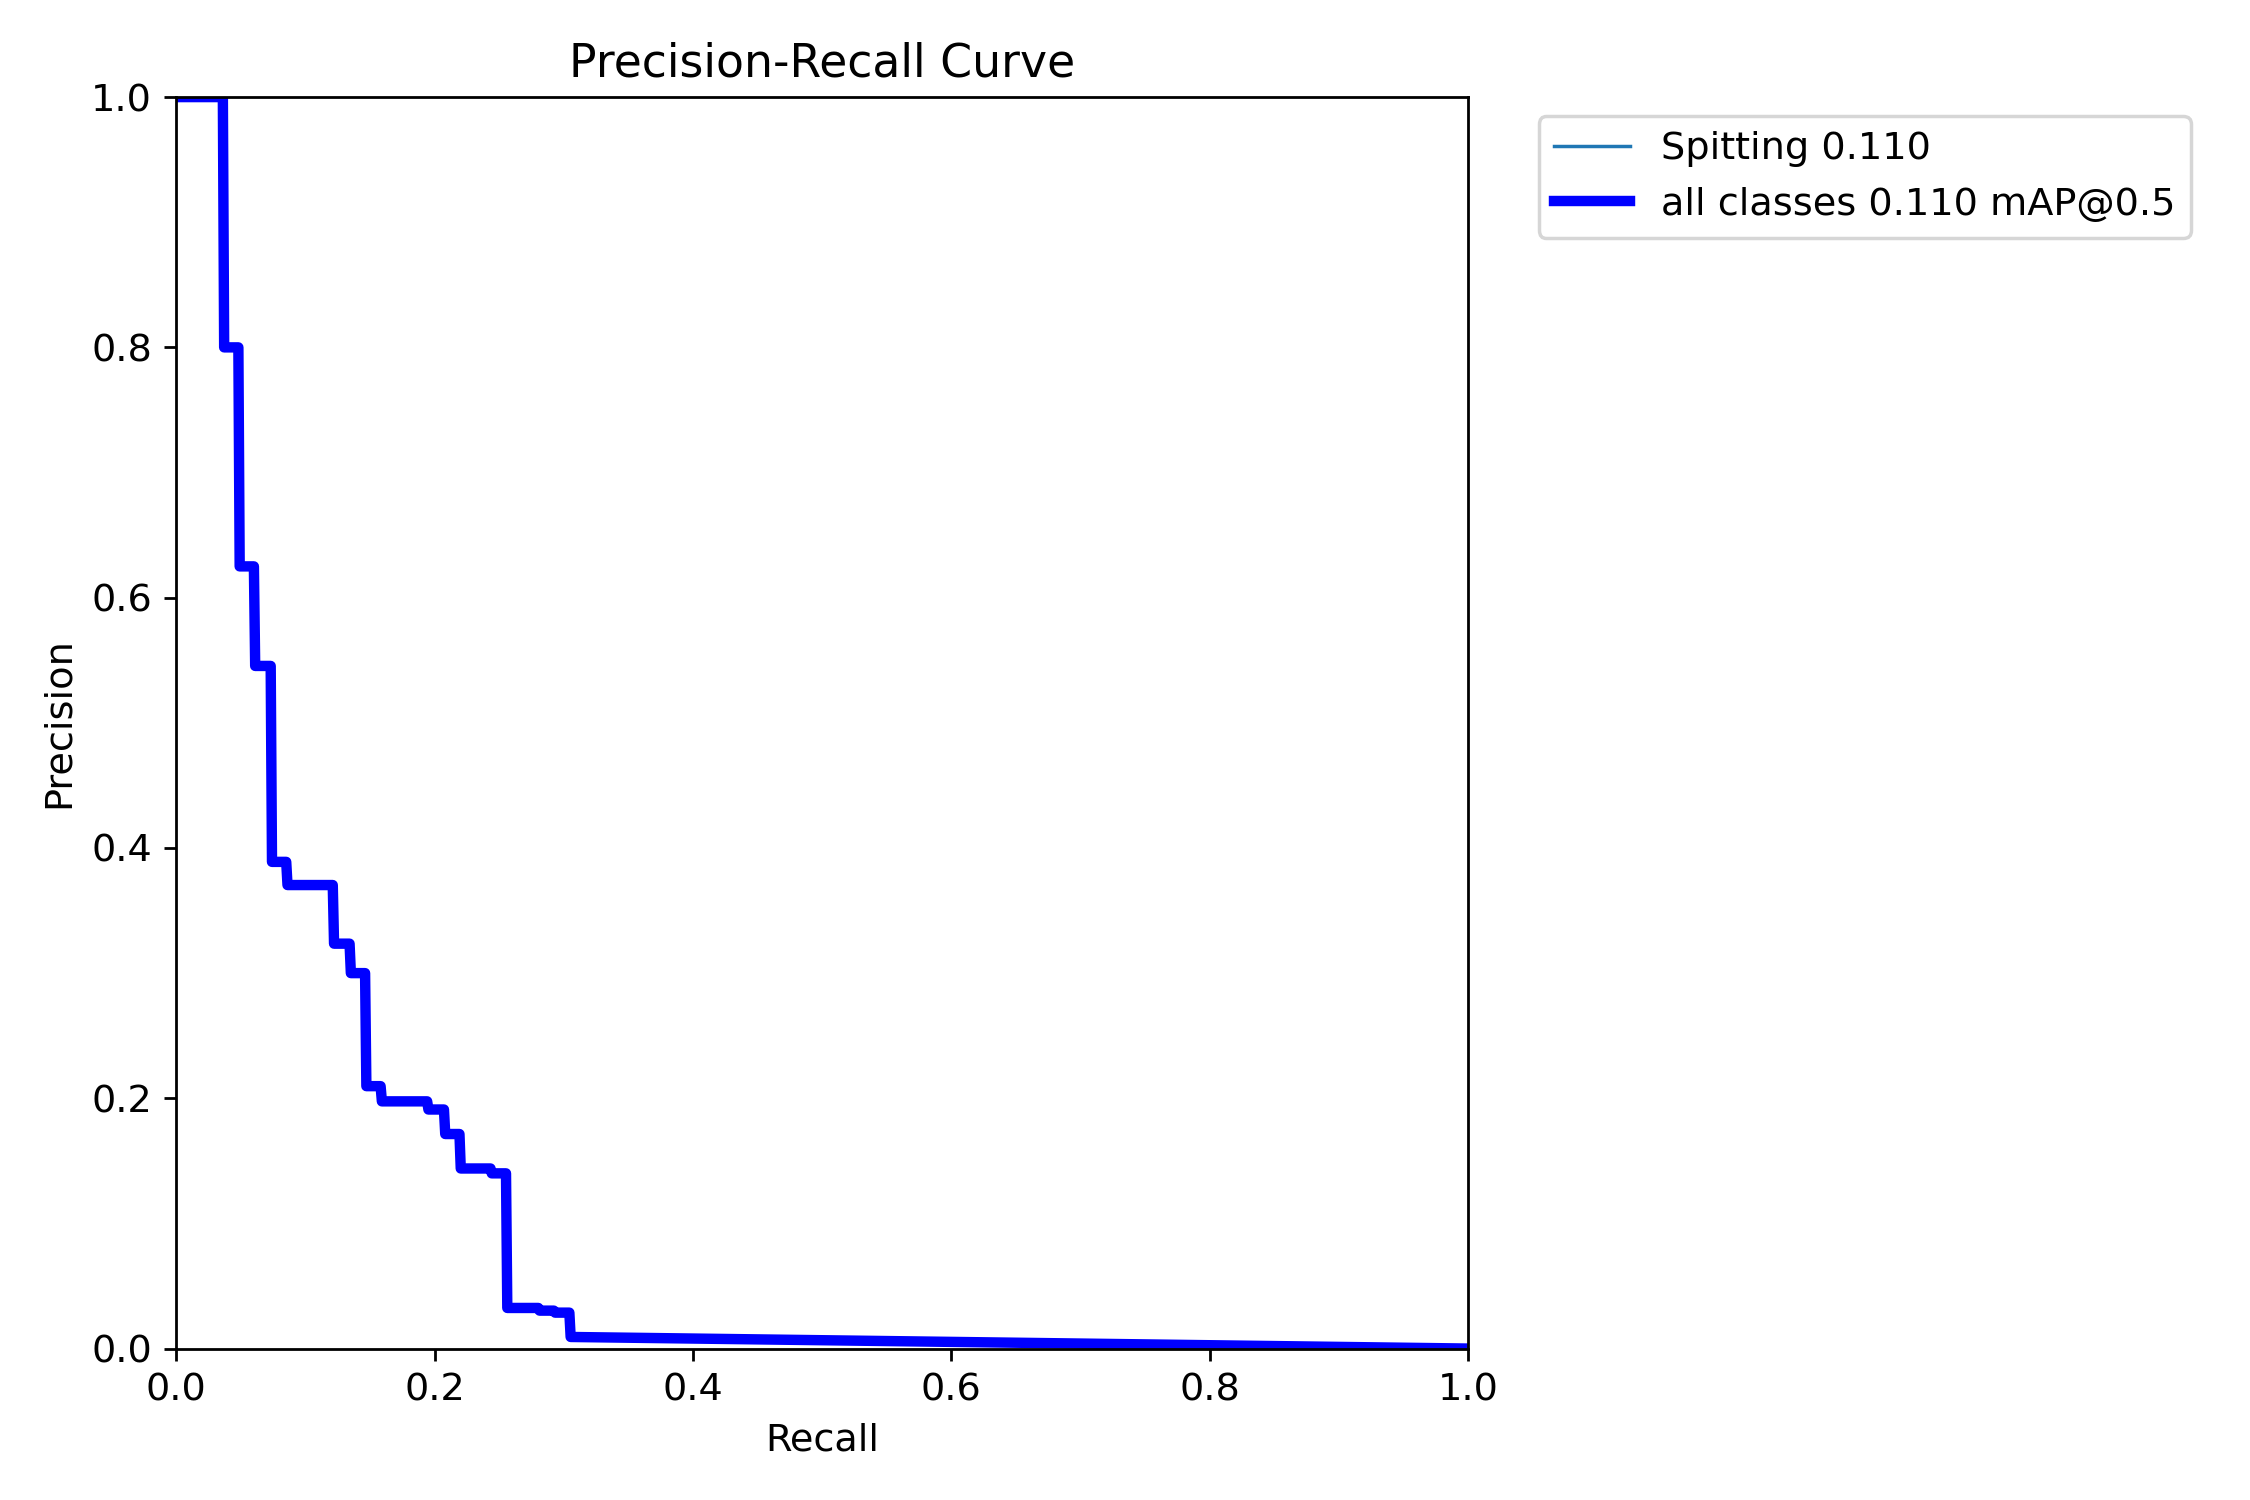 Precision-Recall Curve
1.0
0.8
0.6
0.4
0.2
0.0
Precision
0.0 0.2 0.4 0.6 0.8 1.0
Recall
Spitting 0.110
all classes 0.110 mAP@0.5